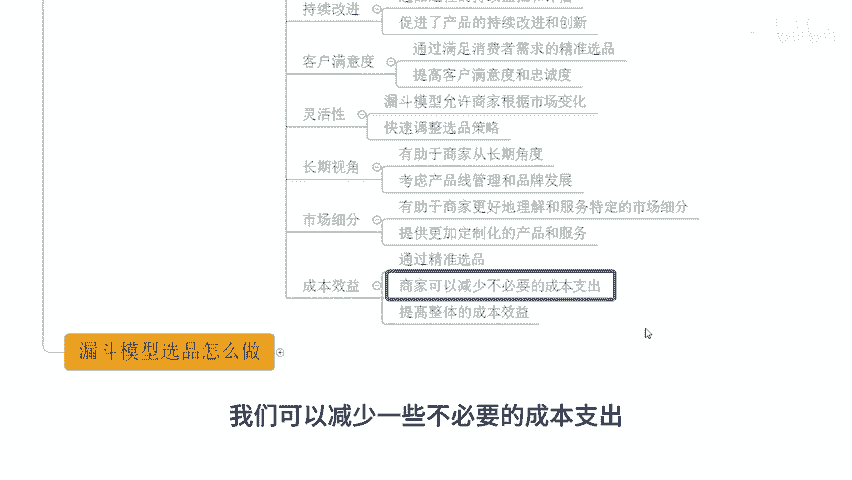 持续改进
促进了产品的持续改进和创新
通过满足消费者需求的精准选品
客户满意度
提高客户满意度和忠诚度
漏斗模型允许商家根据市场变化
灵活性
快速调整选品策略
有助于商家从长期角度
长期视角
考虑产品线管理和品牌发展
有助于商家更好地理解和服务特定的市场细分
市场细分
提供更加定制化的产品和服务
通过精准选品
成本效益
商家可以减少不必要的成本支出
提高整体的成本效益
漏斗模型选品怎么做
我们可以减少一些不必要的成本支出